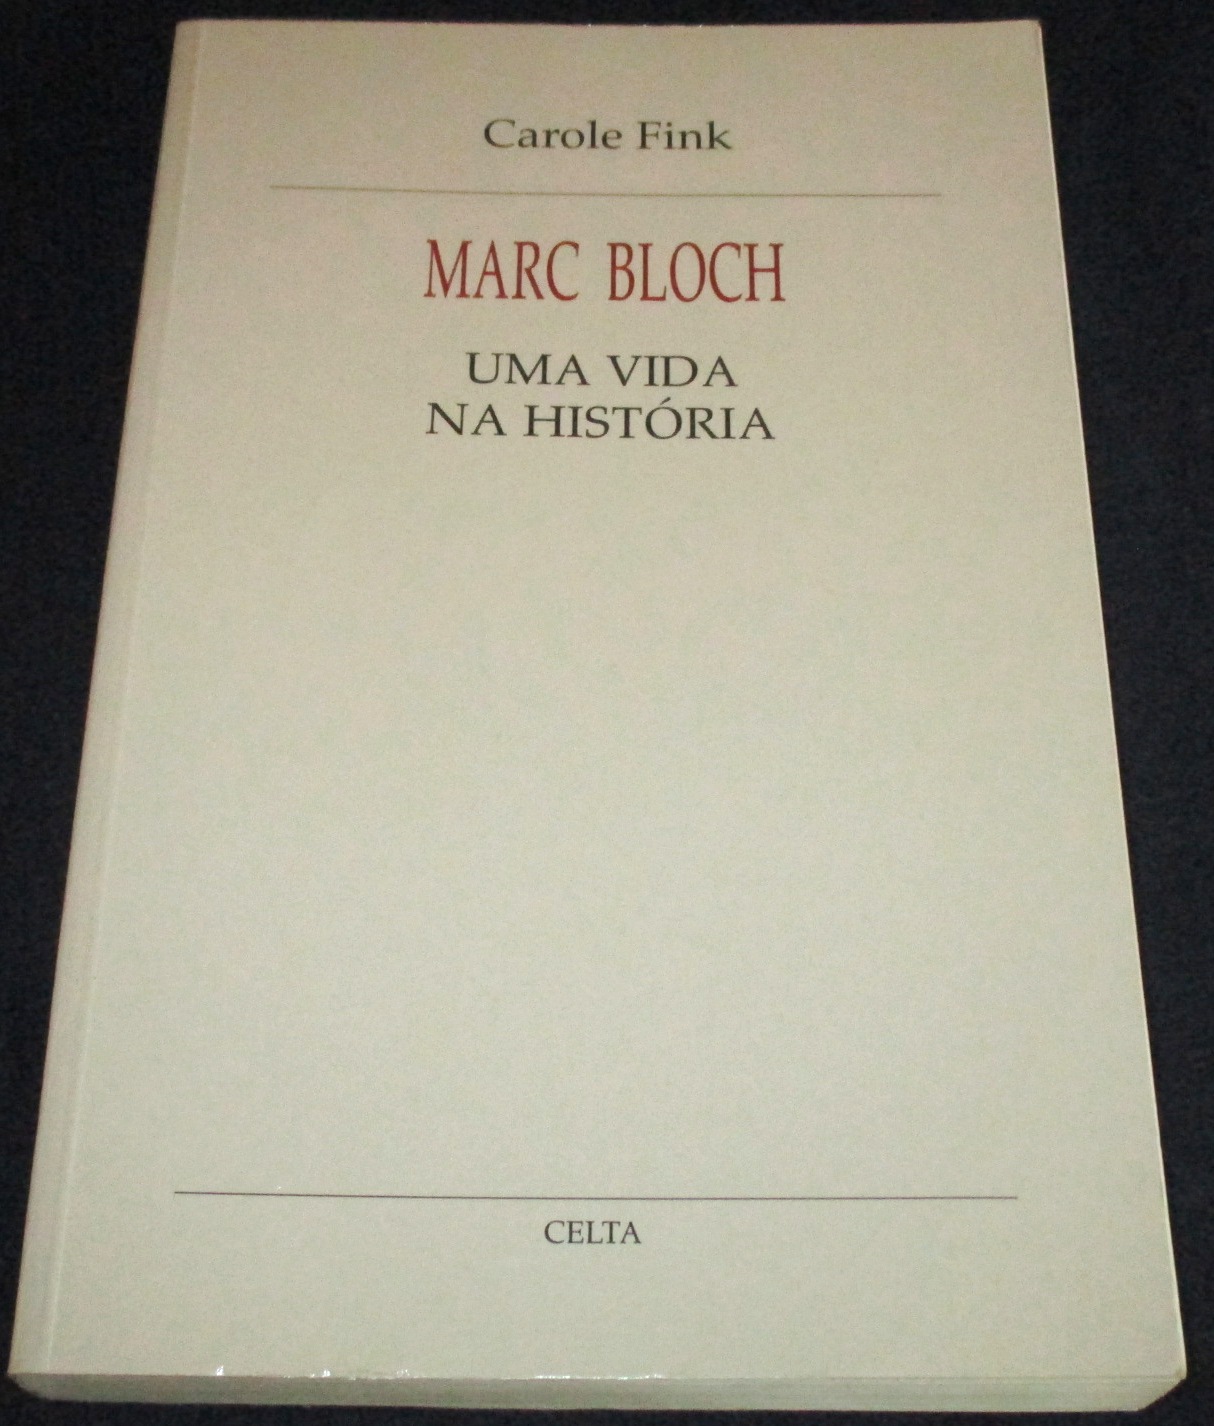 Carole Fink
MARC BLOCH
UMA VIDA
NA HISTÓRIA
CELTA